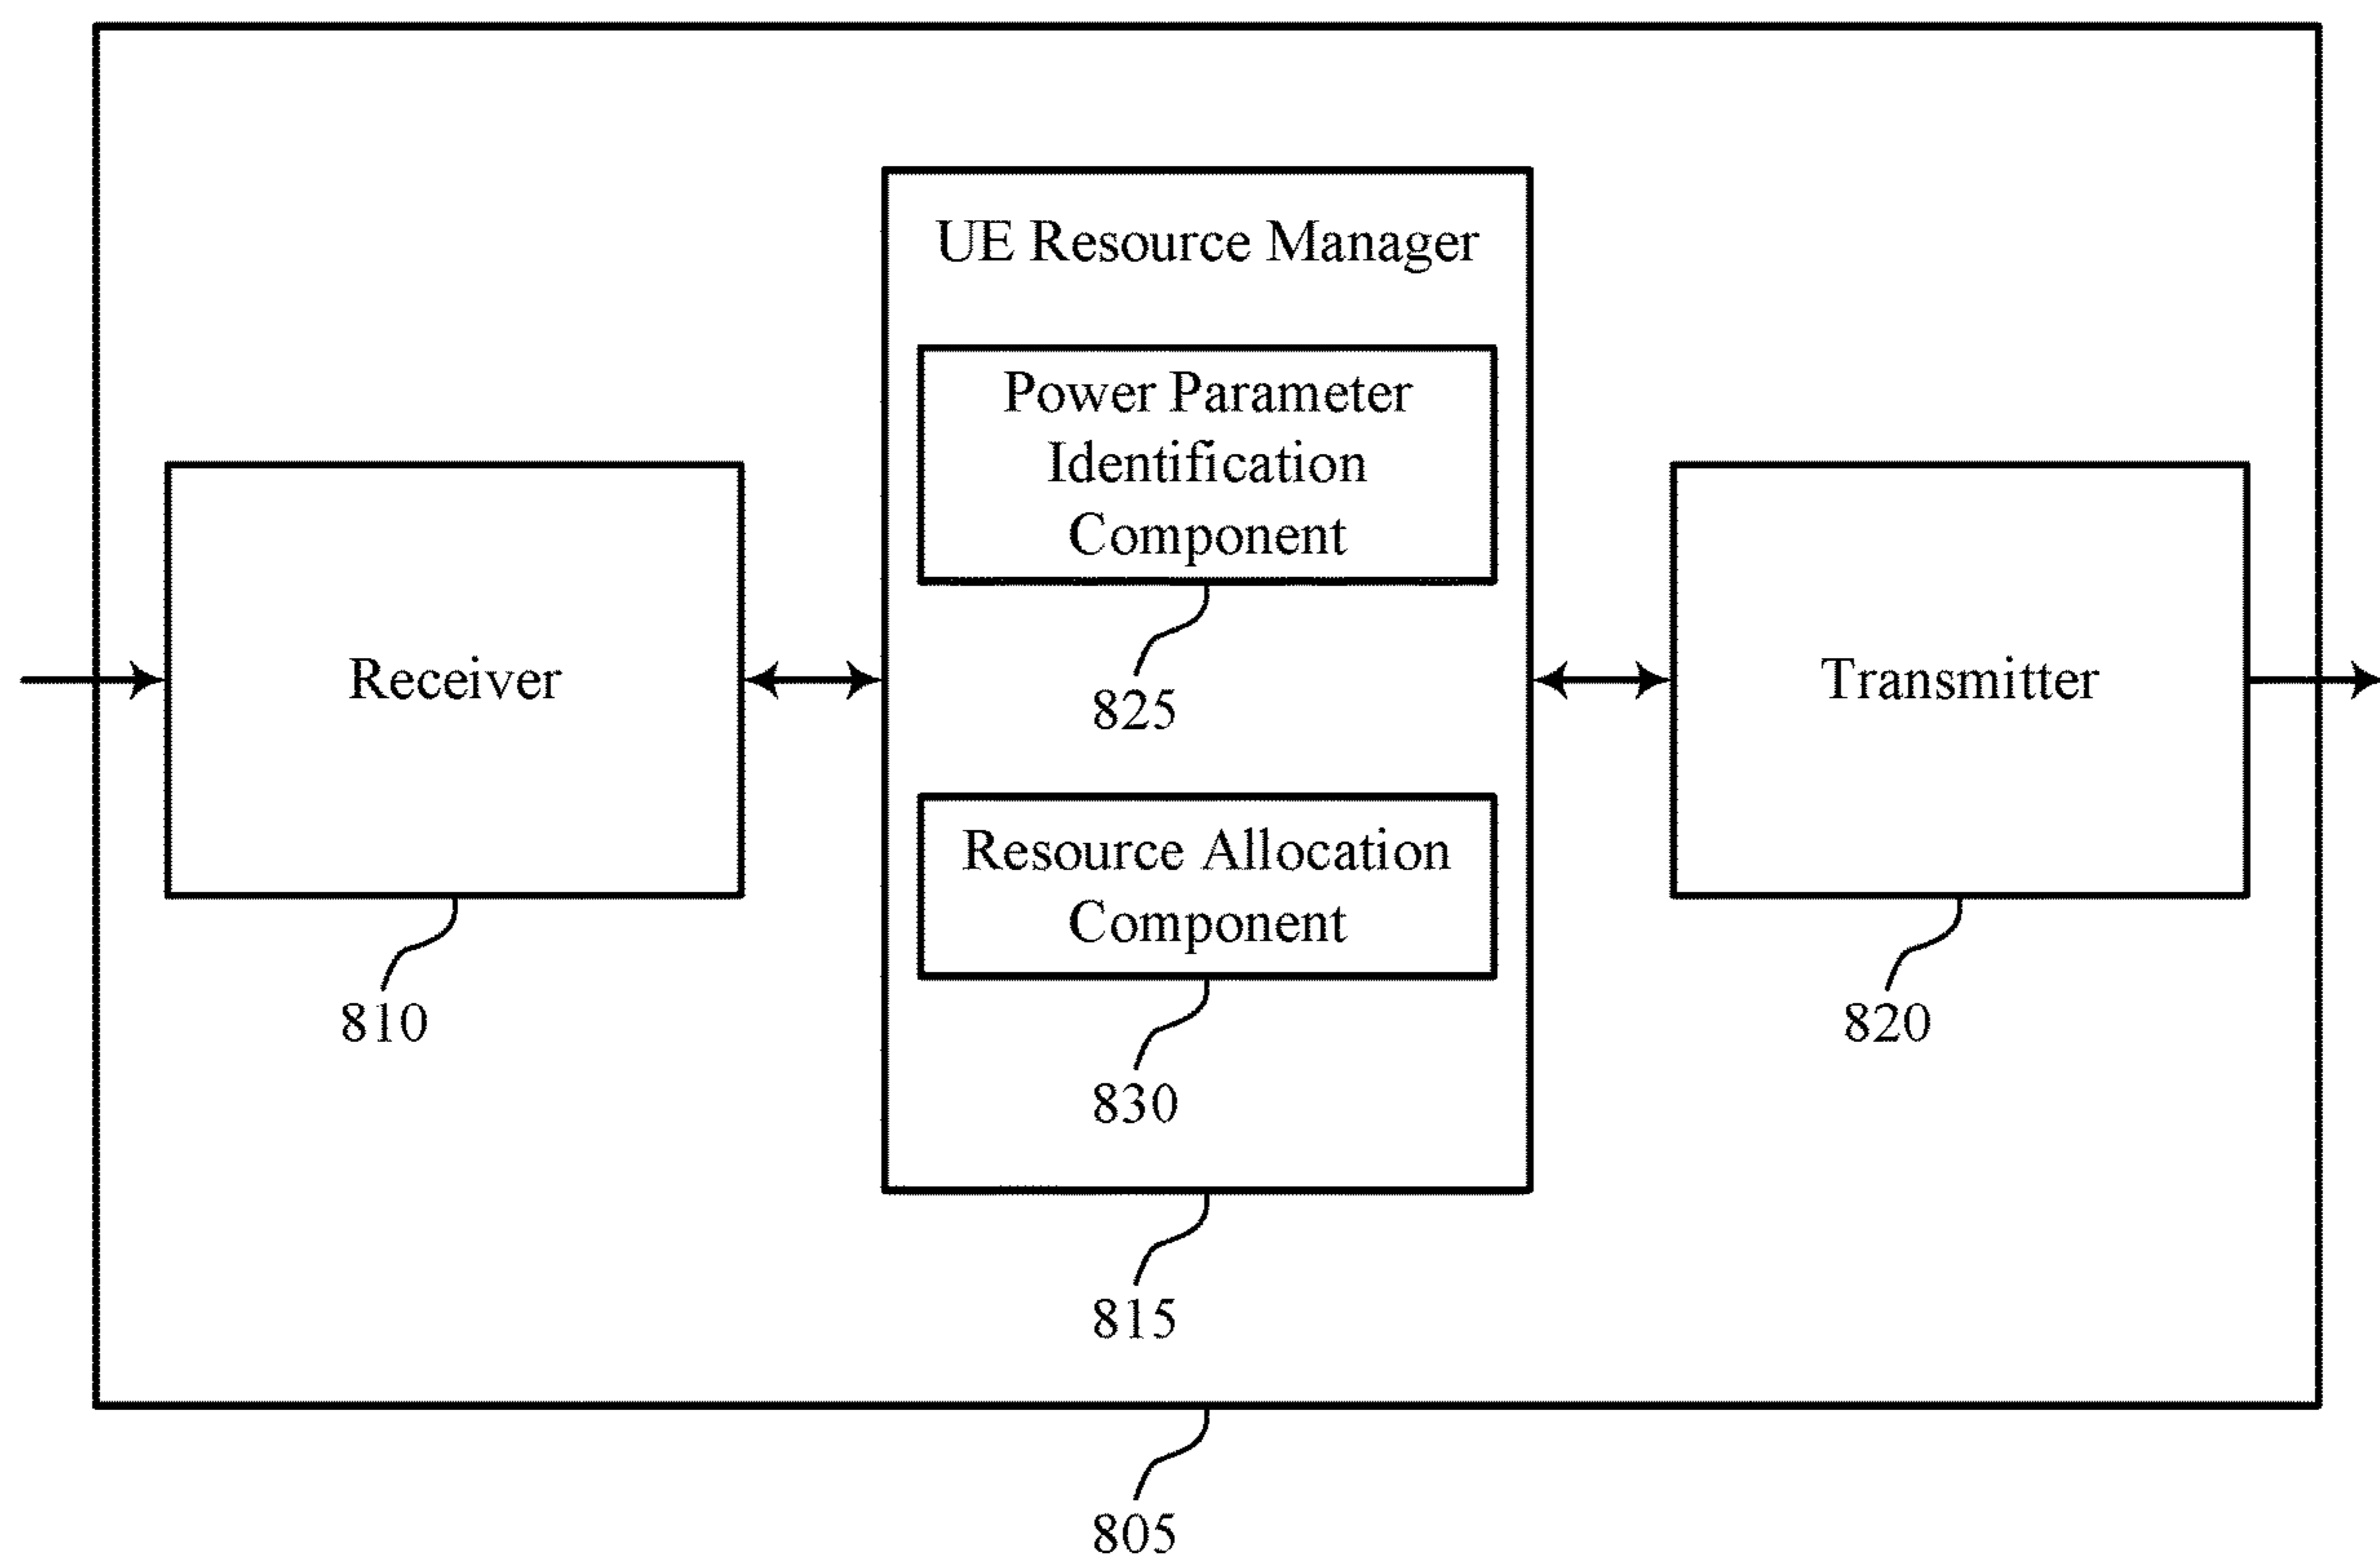 UE Resource Manager
Power Parameter
Identification
Component
825
Receiver
810
Resource Allocation
Component
830
815
Transmitter
820
805